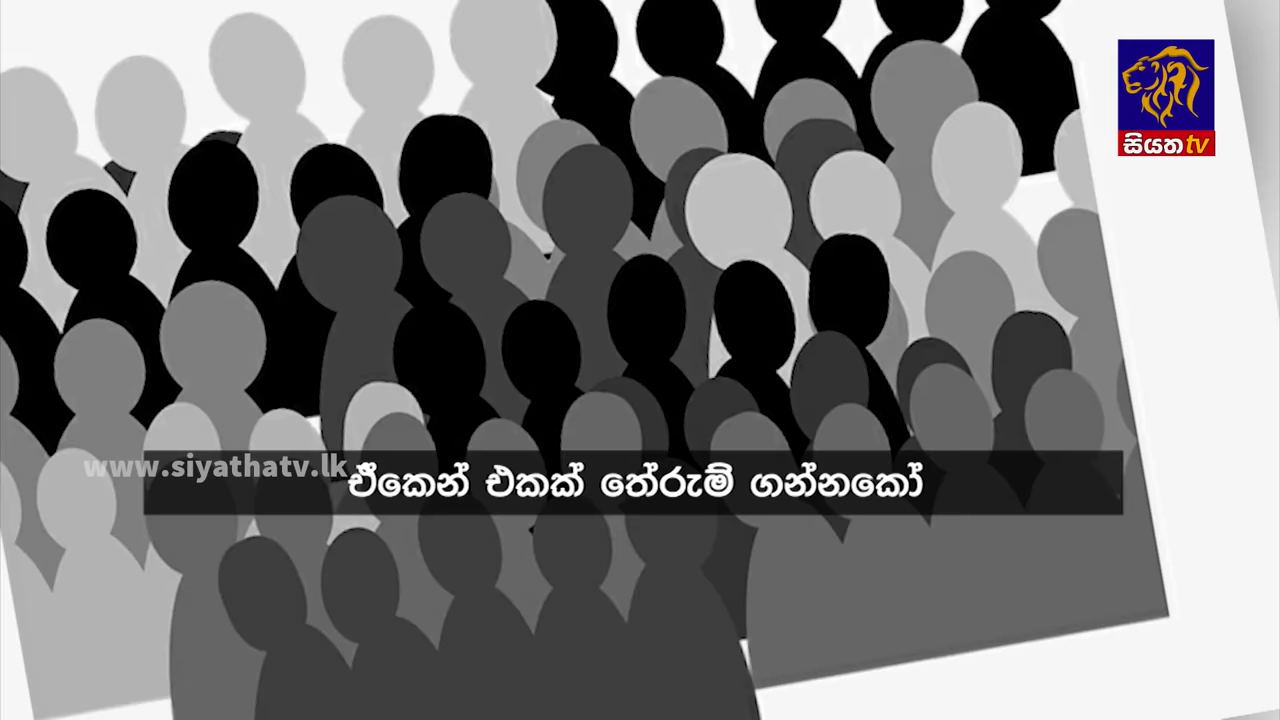 සියත tv
www.siyathatv.lk
ඒකෙන් එකක් තේරුම් ගන්නකෝ